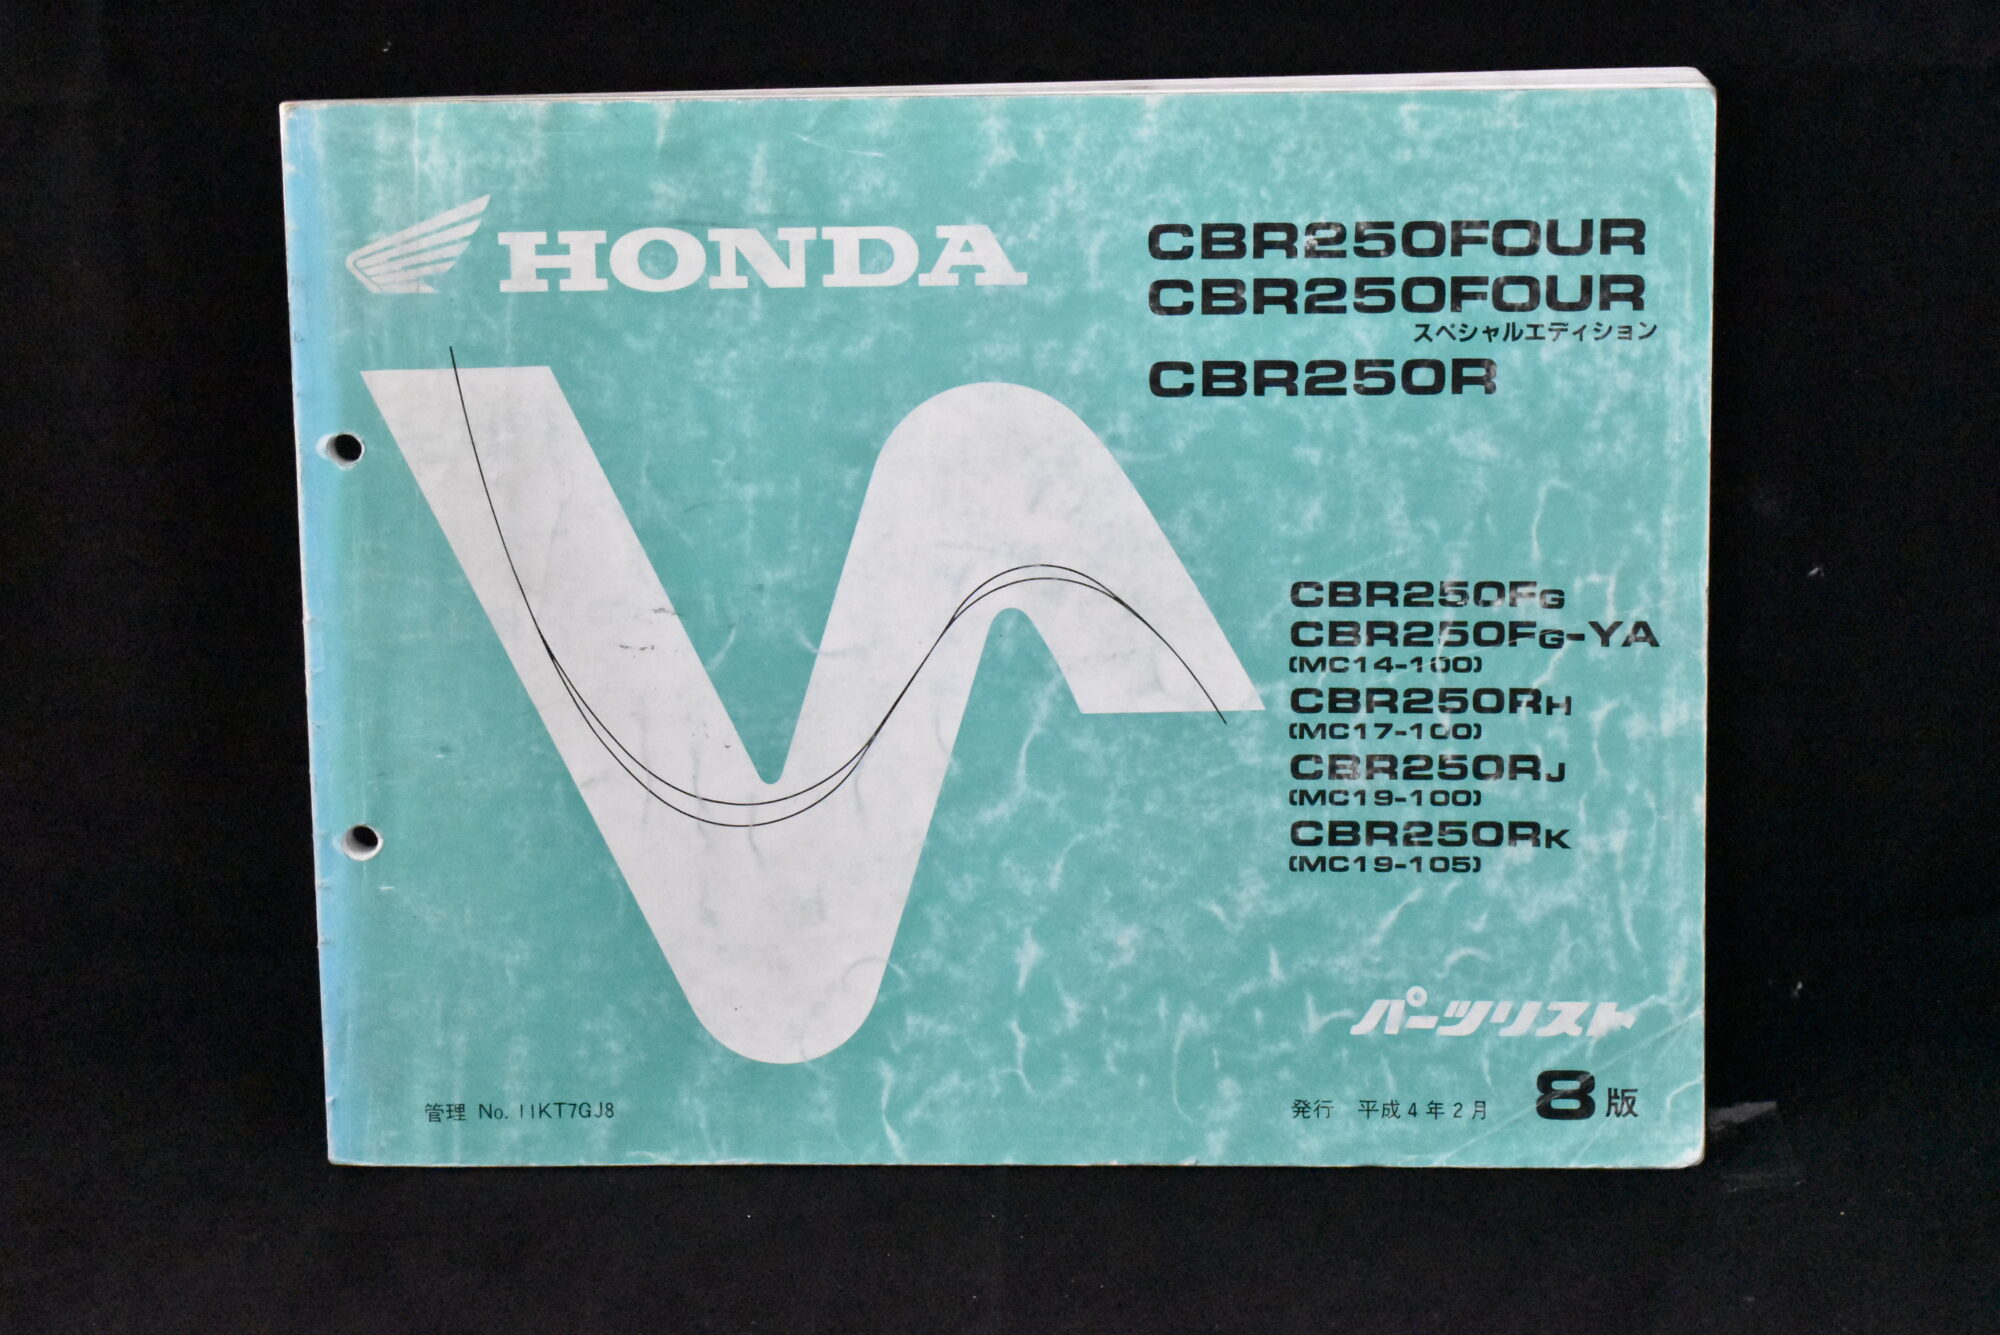 HONDA
CBR250FOUR
CBR250FOUR
スペシャルエディション
CBR250R
CBR250FG
CBR250FG-YA
(MC14-100)
CBR250RH
(MC17-100)
CBR250RJ
(MC19-100)
CBR250RK
(MC19-105)
パーツリスト
管理 No. 11KT7GJ8
発行 平成4年2月 8版